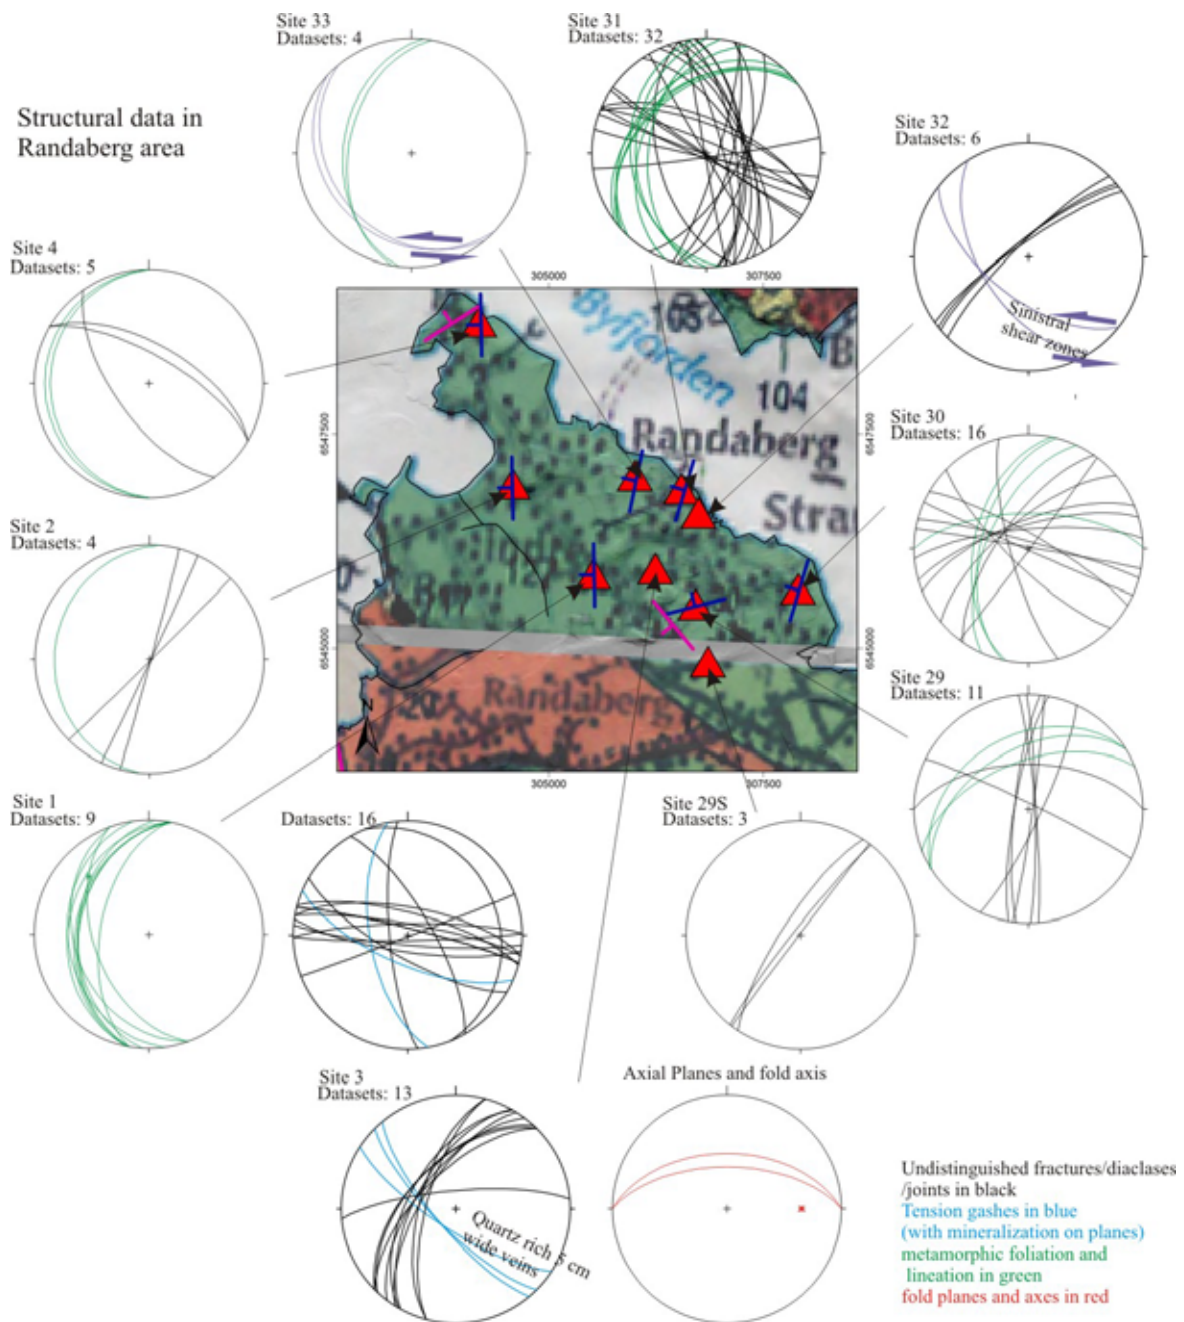 Structural data in
Randaberg area
Site 33
Datasets: 4
Site 31
Datasets: 32
Site 32
Datasets: 6
Sinistral
shear zones
Site 4
Datasets: 5
Site 30
Datasets: 16
Site 2
Datasets: 4
Site 29
Datasets: 11
305000
307500
6547500
6547500
Byfjorden
104
Randaberg
Stra
6545000
6545000
Randaberg
N
305000
307500
Site 1
Datasets: 9
Datasets: 16
Site 29S
Datasets: 3
Site 3
Datasets: 13
Quartz rich 5 cm
wide veins
Axial Planes and fold axis
Undistinguished fractures/diaclases
/joints in black
Tension gashes in blue
(with mineralization on planes)
metamorphic foliation and
lineation in green
fold planes and axes in red